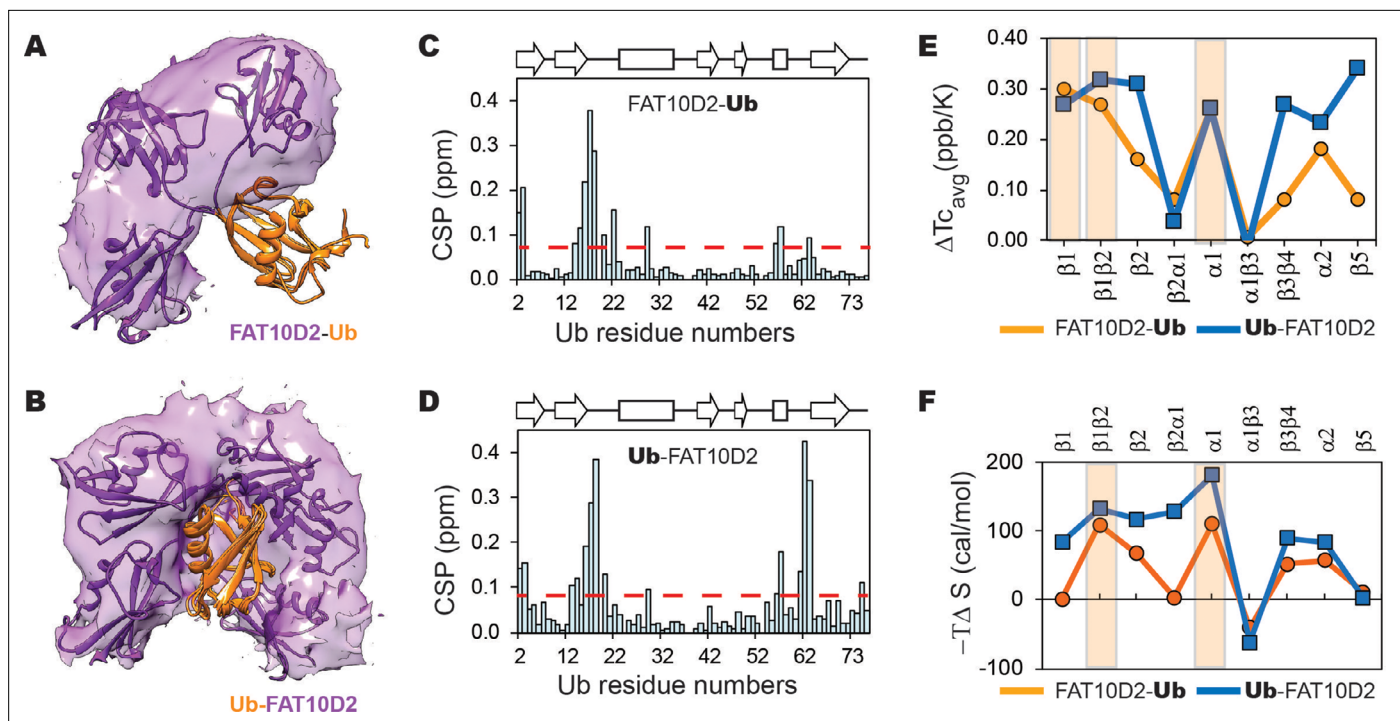 A
FAT10D2-Ub
B
Ub-FAT10D2
C
FAT10D2-Ub
CSP (ppm)
0.4
0.3
0.2
0.1
0.0
2 12 22 32 42 52 62 73
Ub residue numbers
D
Ub-FAT10D2
CSP (ppm)
0.4
0.3
0.2
0.1
0.0
2 12 22 32 42 52 62 73
Ub residue numbers
E
ΔTc avg (ppb/K)
0.40
0.30
0.20
0.10
0.00
β1 β1β2 β2 β2α1 α1 α1β3 β3β4 α2 β5
FAT10D2-Ub Ub-FAT10D2
F
β1 β1β2 β2 β2α1 α1 α1β3 β3β4 α2 β5
−TΔ S (cal/mol)
200
100
0
-100
FAT10D2-Ub Ub-FAT10D2